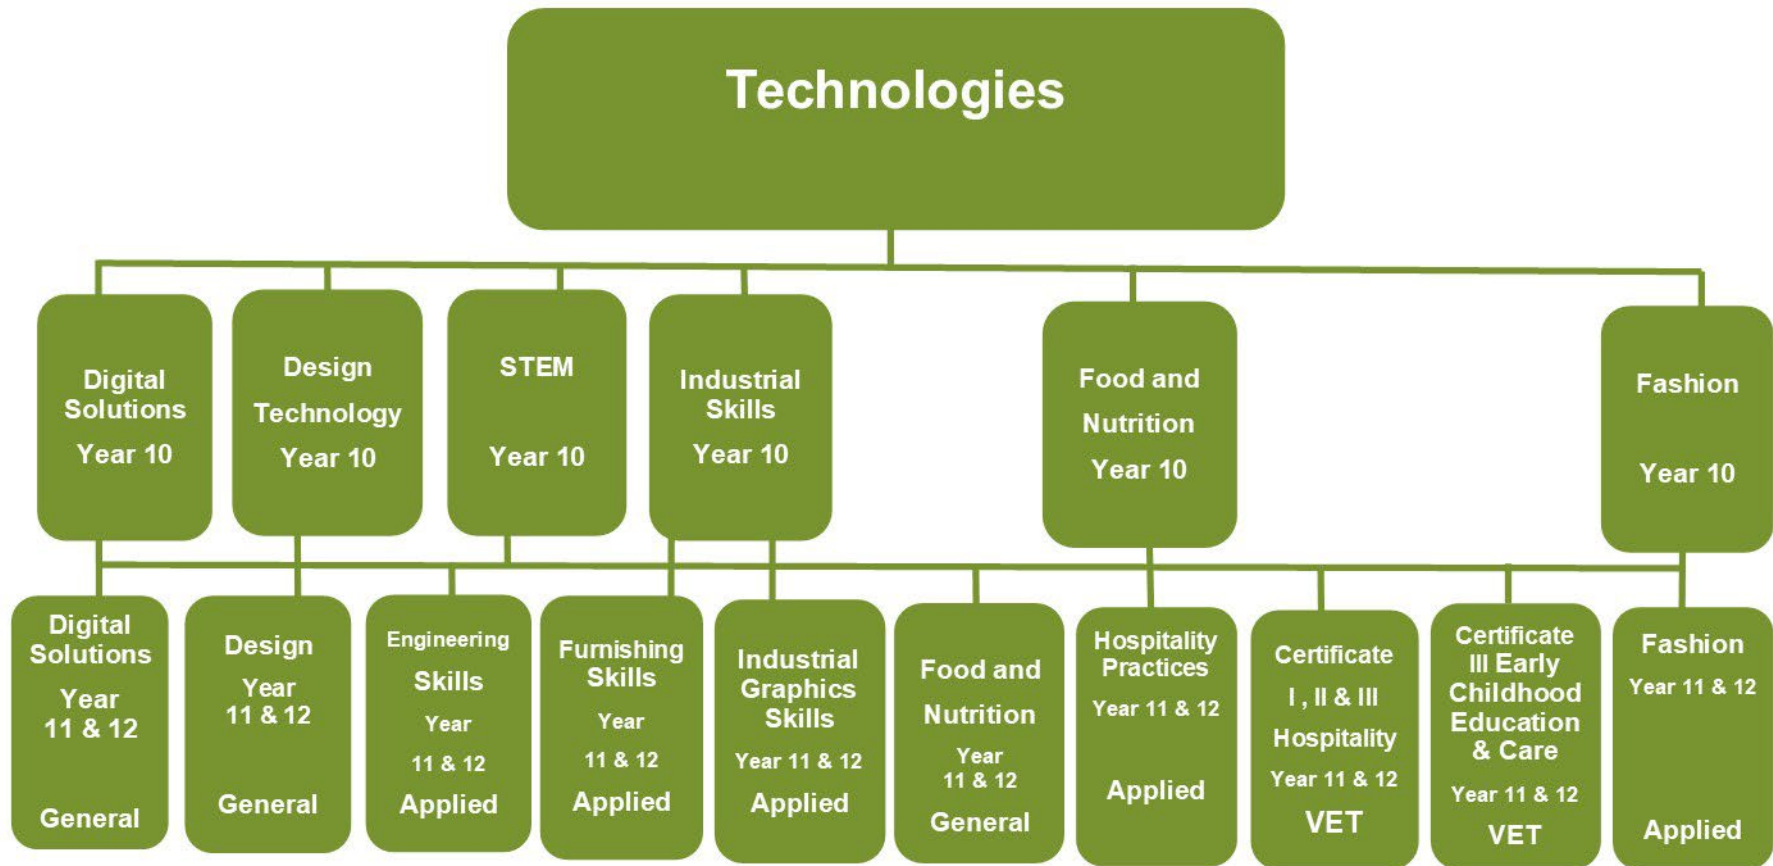 Technologies
Digital
Solutions
Year 10
Design
Technology
Year 10
STEM
Year 10
Industrial
Skills
Year 10
Food and
Nutrition
Year 10
Fashion
Year 10
Digital
Solutions
Year
11 & 12
General
Design
Year
11 & 12
General
Engineering
Skills
Year
11 & 12
Applied
Furnishing
Skills
Year
11 & 12
Applied
Industrial
Graphics
Skills
Year 11 & 12
Applied
Food and
Nutrition
Year
11 & 12
General
Hospitality
Practices
Year 11 & 12
Applied
Certificate
I , II & III
Hospitality
Year 11 & 12
VET
Certificate
III Early
Childhood
Education
& Care
Year 11 & 12
VET
Fashion
Year 11 & 12
Applied